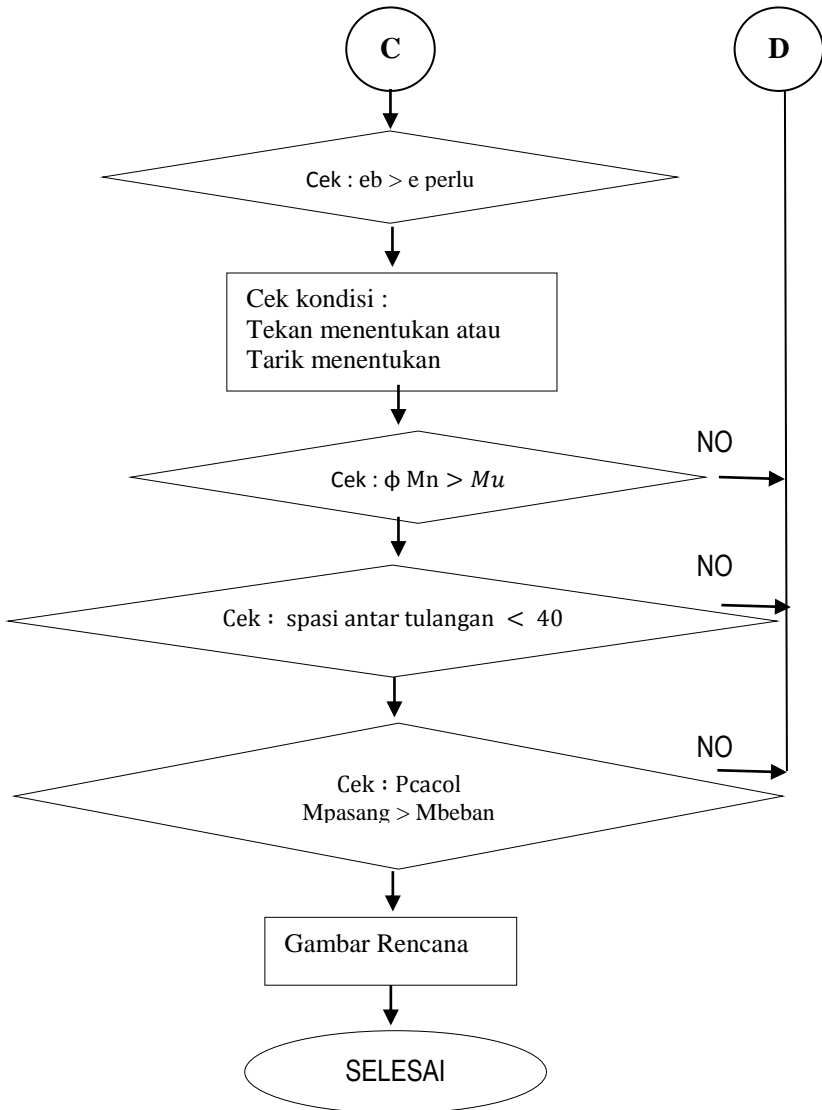 C
D
Cek : eb > e perlu
Cek kondisi :
Tekan menentukan atau
Tarik menentukan
NO
Cek : ϕ Mn > Mu
NO
Cek : spasi antar tulangan < 40
NO
Cek : Pcacol
Mpasang > Mbeban
Gambar Rencana
SELESAI